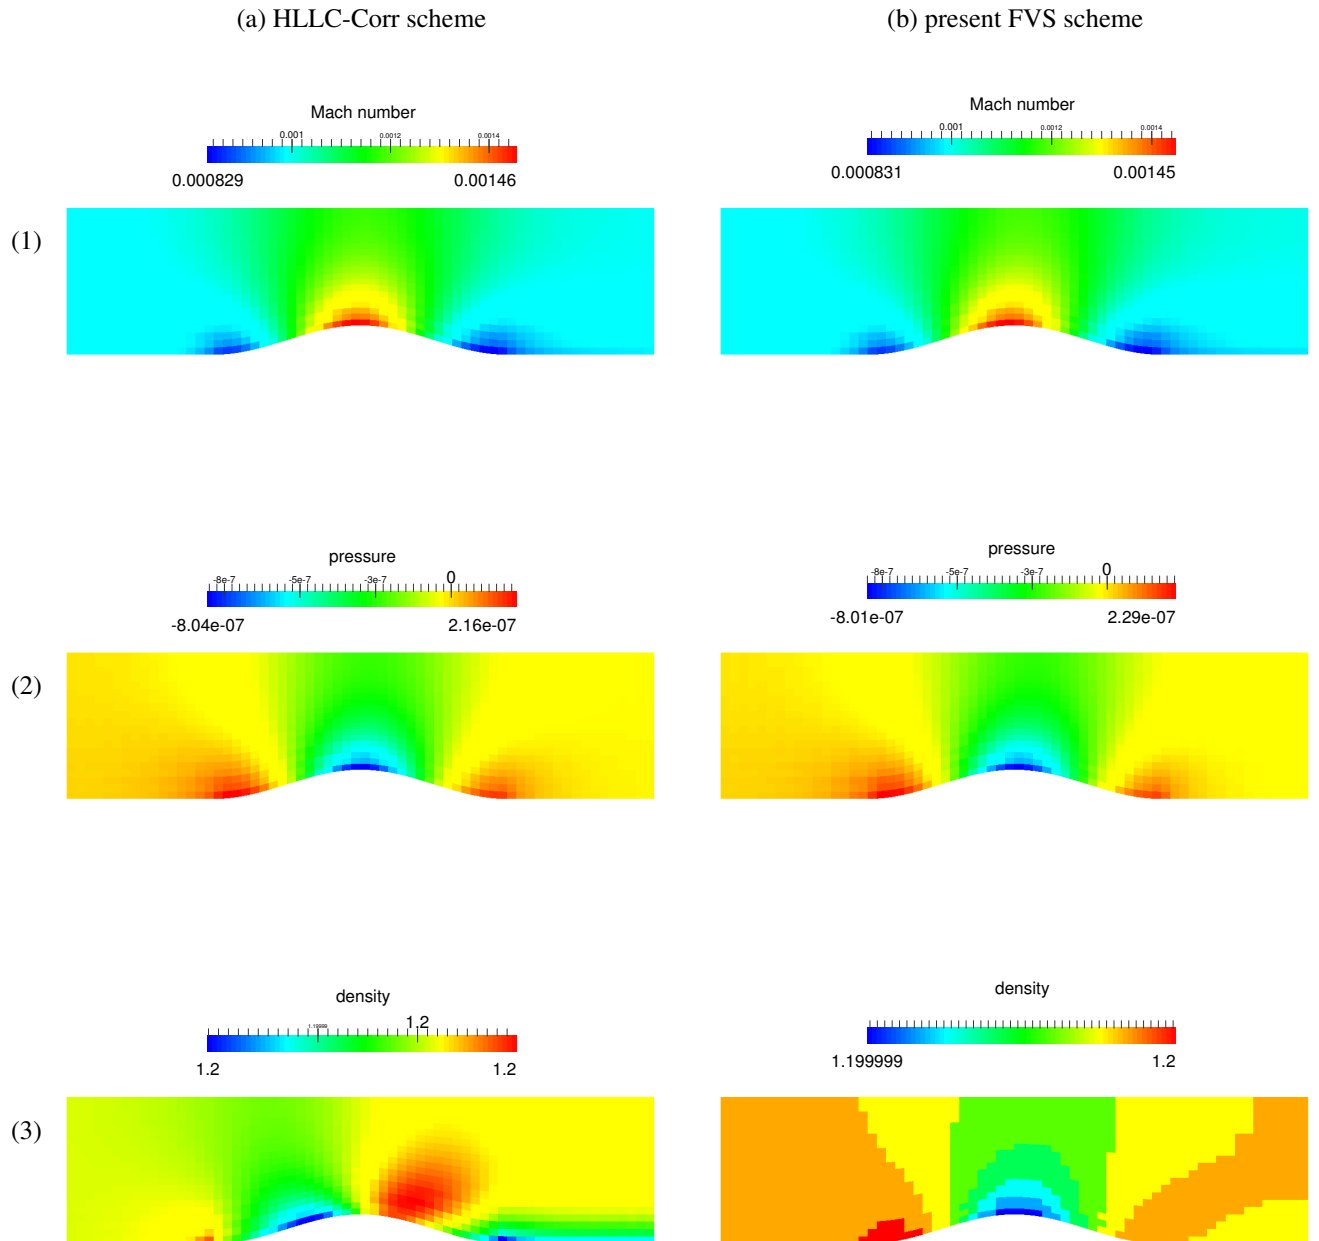 (a) HLLC-Corr scheme
(b) present FVS scheme
Mach number
0.001 0.0012 0.0014
0.000829 0.00146
Mach number
0.001 0.0012 0.0014
0.000831 0.00145
(1)
pressure
-8e-7 -5e-7 -3e-7 0
-8.04e-07 2.16e-07
pressure
-8e-7 -5e-7 -3e-7 0
-8.01e-07 2.29e-07
(2)
density
1.19999 1.2
1.2 1.2
density
1.199999 1.2
(3)